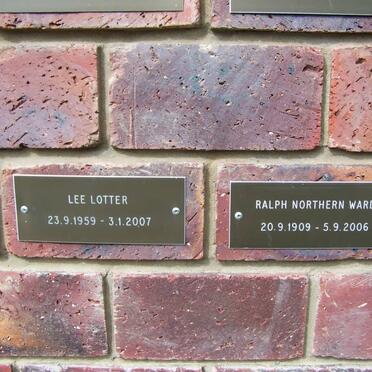 LEE LOTTER
23.9.1959 - 3.1.2007
RALPH NORTHERN WARD
20.9.1909 - 5.9.2006